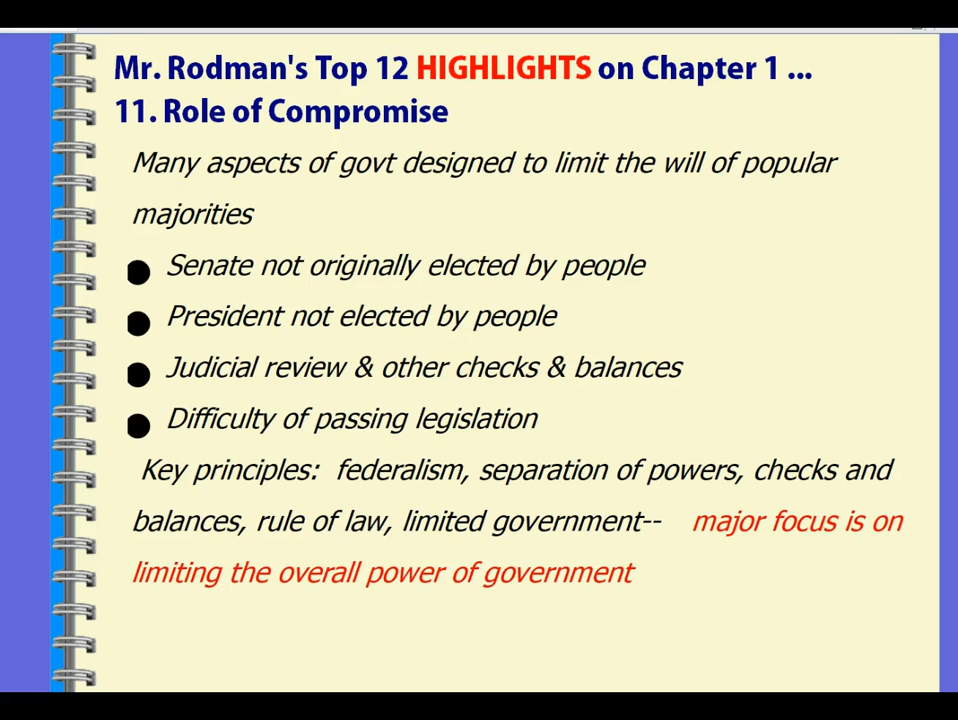 Mr. Rodman's Top 12 HIGHLIGHTS on Chapter 1 ...
11. Role of Compromise
Many aspects of govt designed to limit the will of popular
majorities
Senate not originally elected by people
President not elected by people
Judicial review & other checks & balances
Difficulty of passing legislation
Key principles: federalism, separation of powers, checks and
balances, rule of law, limited government-- major focus is on
limiting the overall power of government